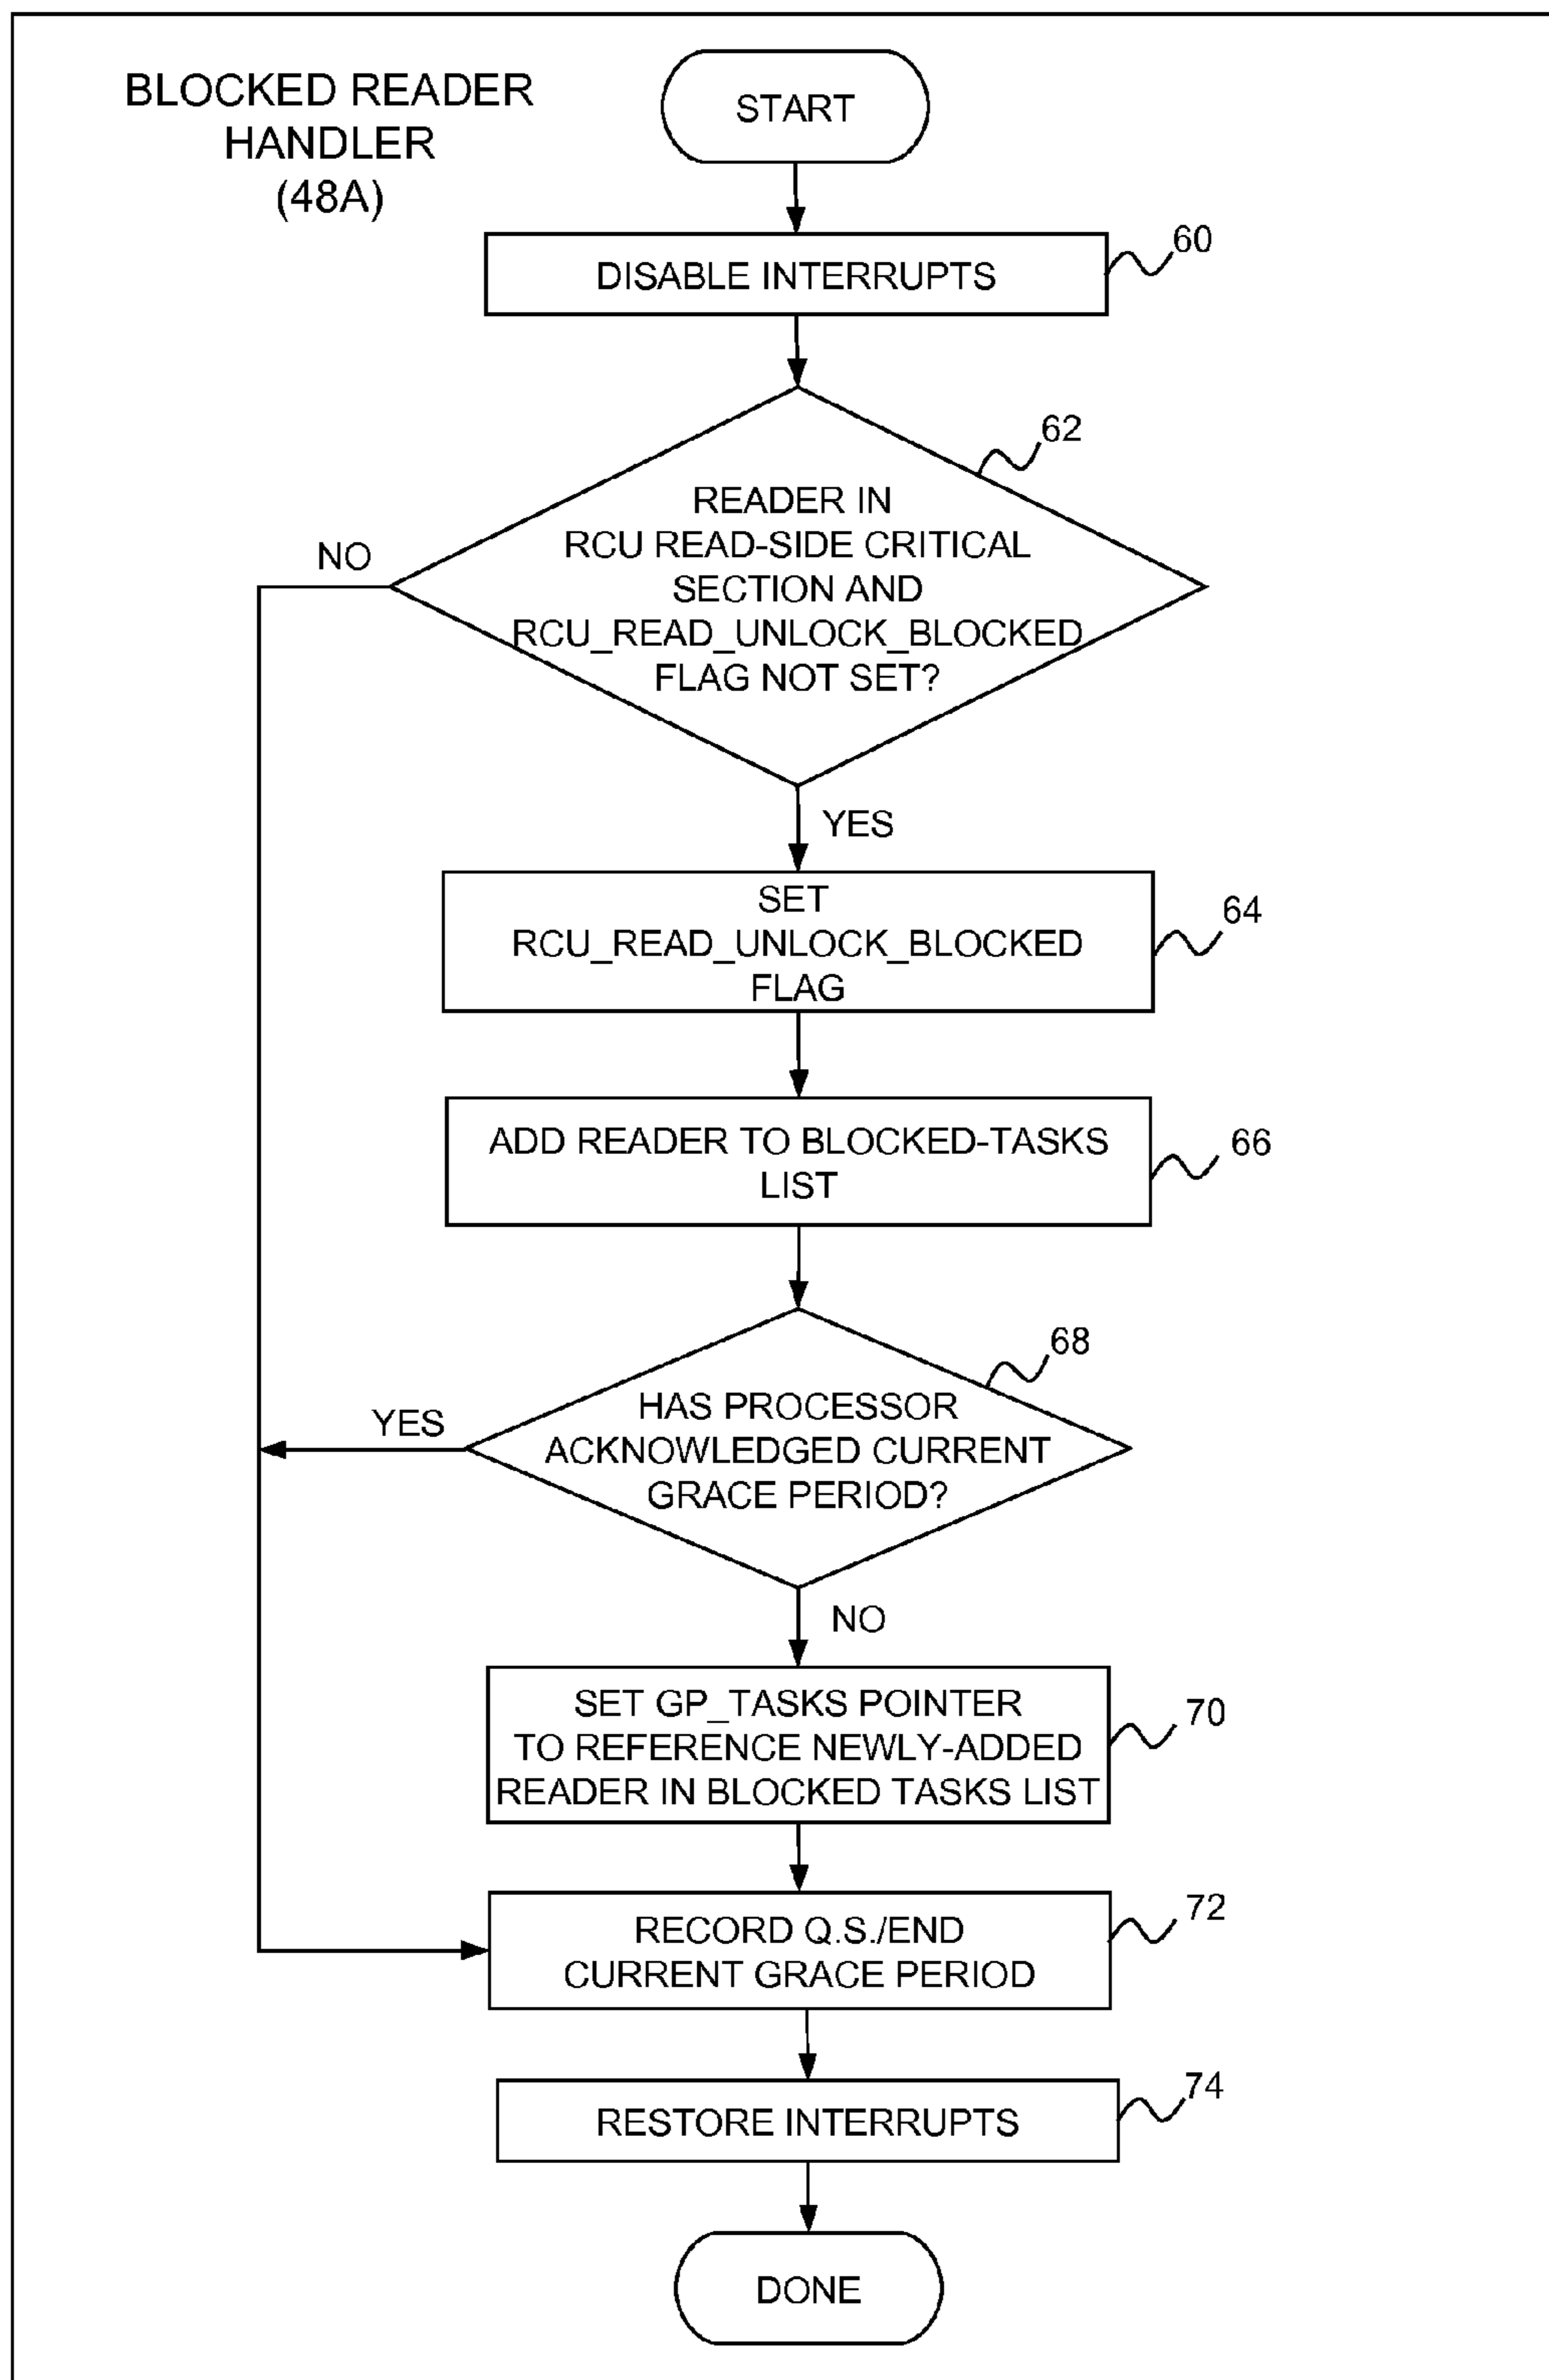 BLOCKED READER
HANDLER
(48A)
START
DISABLE INTERRUPTS
60
62
READER IN
RCU READ-SIDE CRITICAL
SECTION AND
RCU_READ_UNLOCK_BLOCKED
FLAG NOT SET?
NO
YES
SET
RCU_READ_UNLOCK_BLOCKED
FLAG
64
ADD READER TO BLOCKED-TASKS
LIST
66
68
HAS PROCESSOR
ACKNOWLEDGED CURRENT
GRACE PERIOD?
YES
NO
SET GP_TASKS POINTER
TO REFERENCE NEWLY-ADDED
READER IN BLOCKED TASKS LIST
70
RECORD Q.S./END
CURRENT GRACE PERIOD
72
RESTORE INTERRUPTS
74
DONE